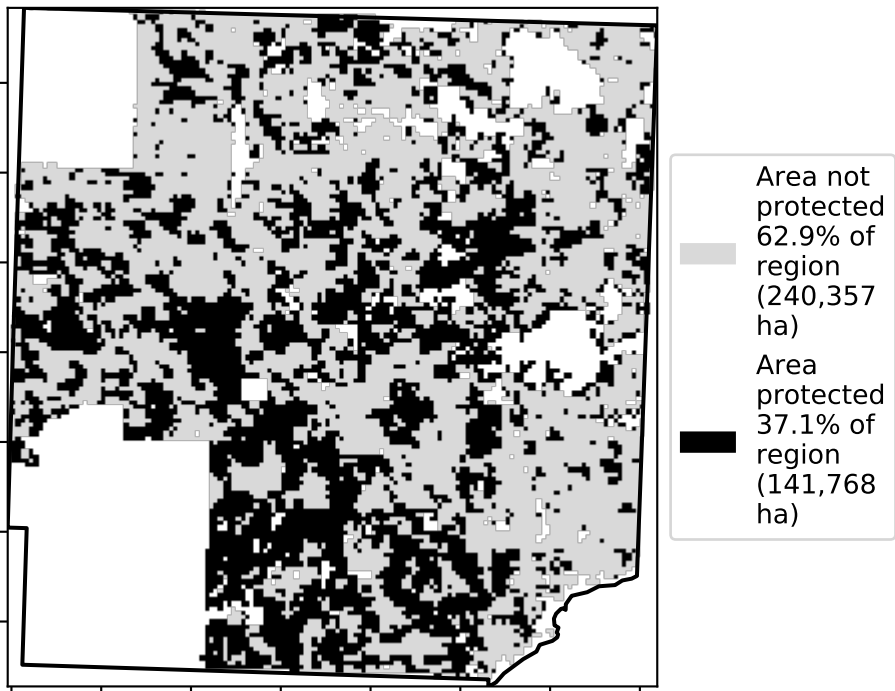 Area not
protected
62.9% of
region
(240,357
ha)
Area
protected
37.1% of
region
(141,768
ha)